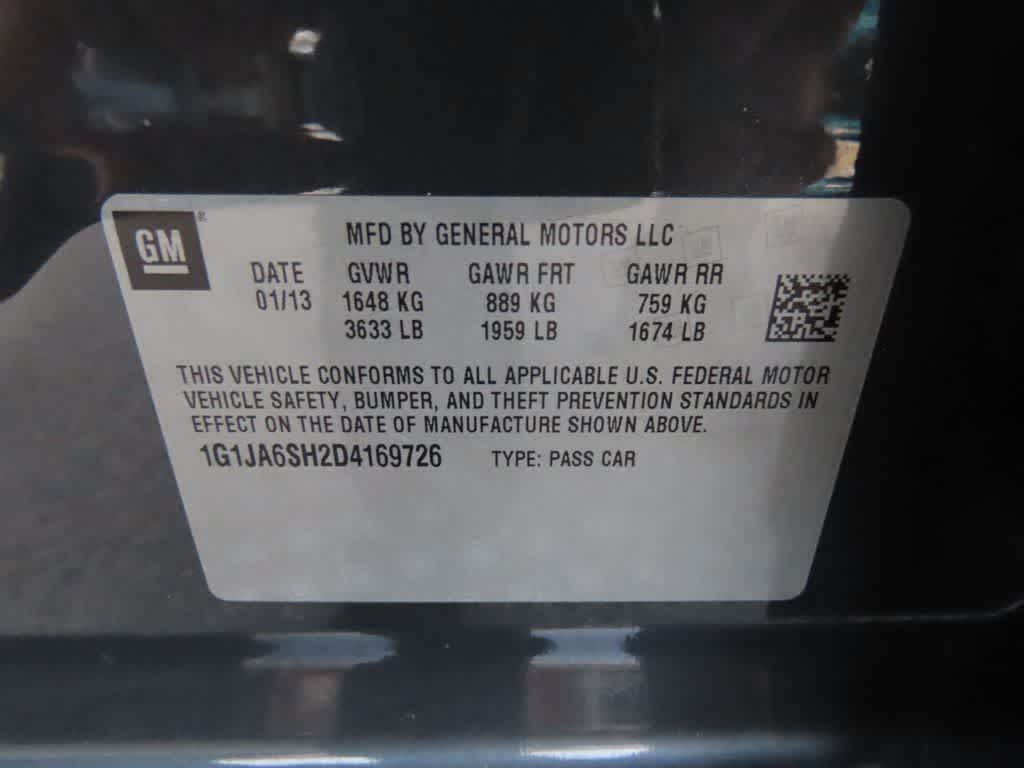 GM
MFD BY GENERAL MOTORS LLC
DATE GVWR GAWR FRT GAWR RR
01/13 1648 KG 889 KG 759 KG
3633 LB 1959 LB 1674 LB
THIS VEHICLE CONFORMS TO ALL APPLICABLE U.S. FEDERAL MOTOR
VEHICLE SAFETY, BUMPER, AND THEFT PREVENTION STANDARDS IN
EFFECT ON THE DATE OF MANUFACTURE SHOWN ABOVE.
1G1JA6SH2D4169726 TYPE: PASS CAR